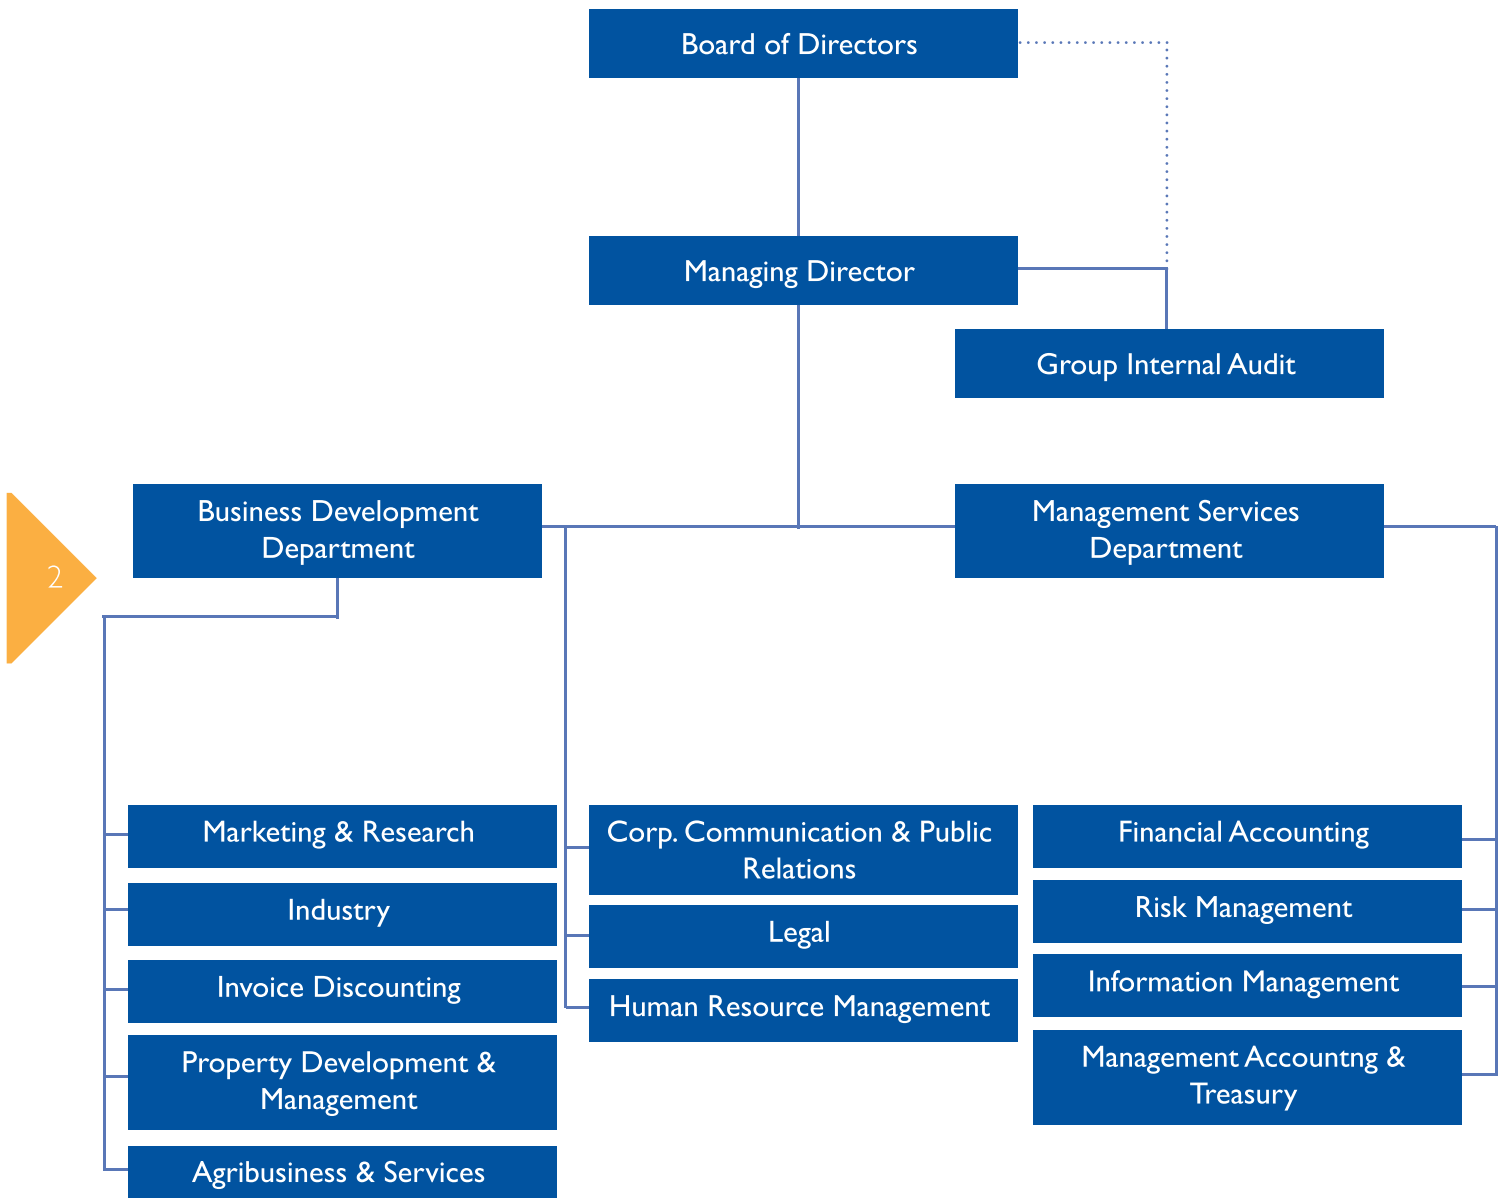 Board of Directors
Managing Director
Group Internal Audit
Business Development
Department
Management Services
Department
2
Marketing & Research
Industry
Invoice Discounting
Property Development &
Management
Agribusiness & Services
Corp. Communication & Public
Relations
Legal
Human Resource Management
Financial Accounting
Risk Management
Information Management
Management Accountng &
Treasury